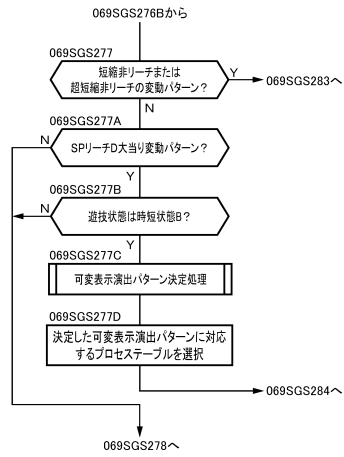 069SGS276Bから
069SGS277
短縮非リーチまたは
超短縮非リーチの変動パターン？
Y
069SGS283へ
N
069SGS277A
N
SPリーチD大当り変動パターン？
Y
069SGS277B
N
遊技状態は時短状態B？
Y
069SGS277C
可変表示演出パターン決定処理
069SGS277D
決定した可変表示演出パターンに対応
するプロセステーブルを選択
069SGS284へ
069SGS278へ